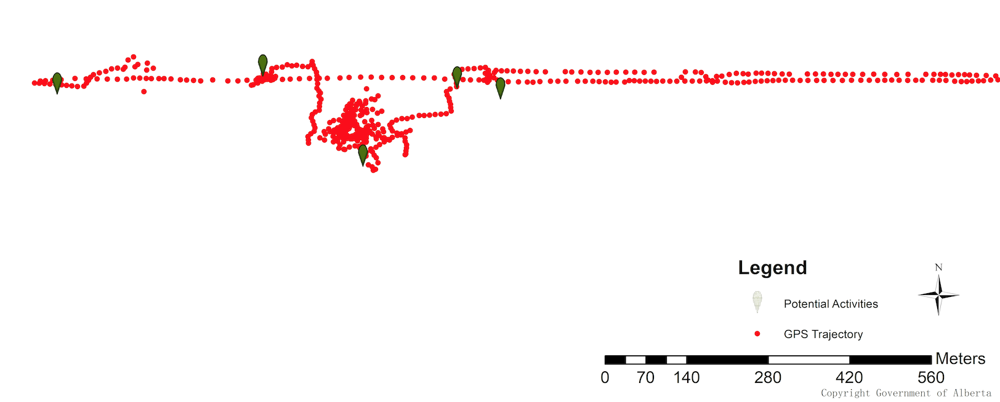 Legend
N
Potential Activities
GPS Trajectory
Meters
0 70 140 280 420 560
Copyright Government of Alberta